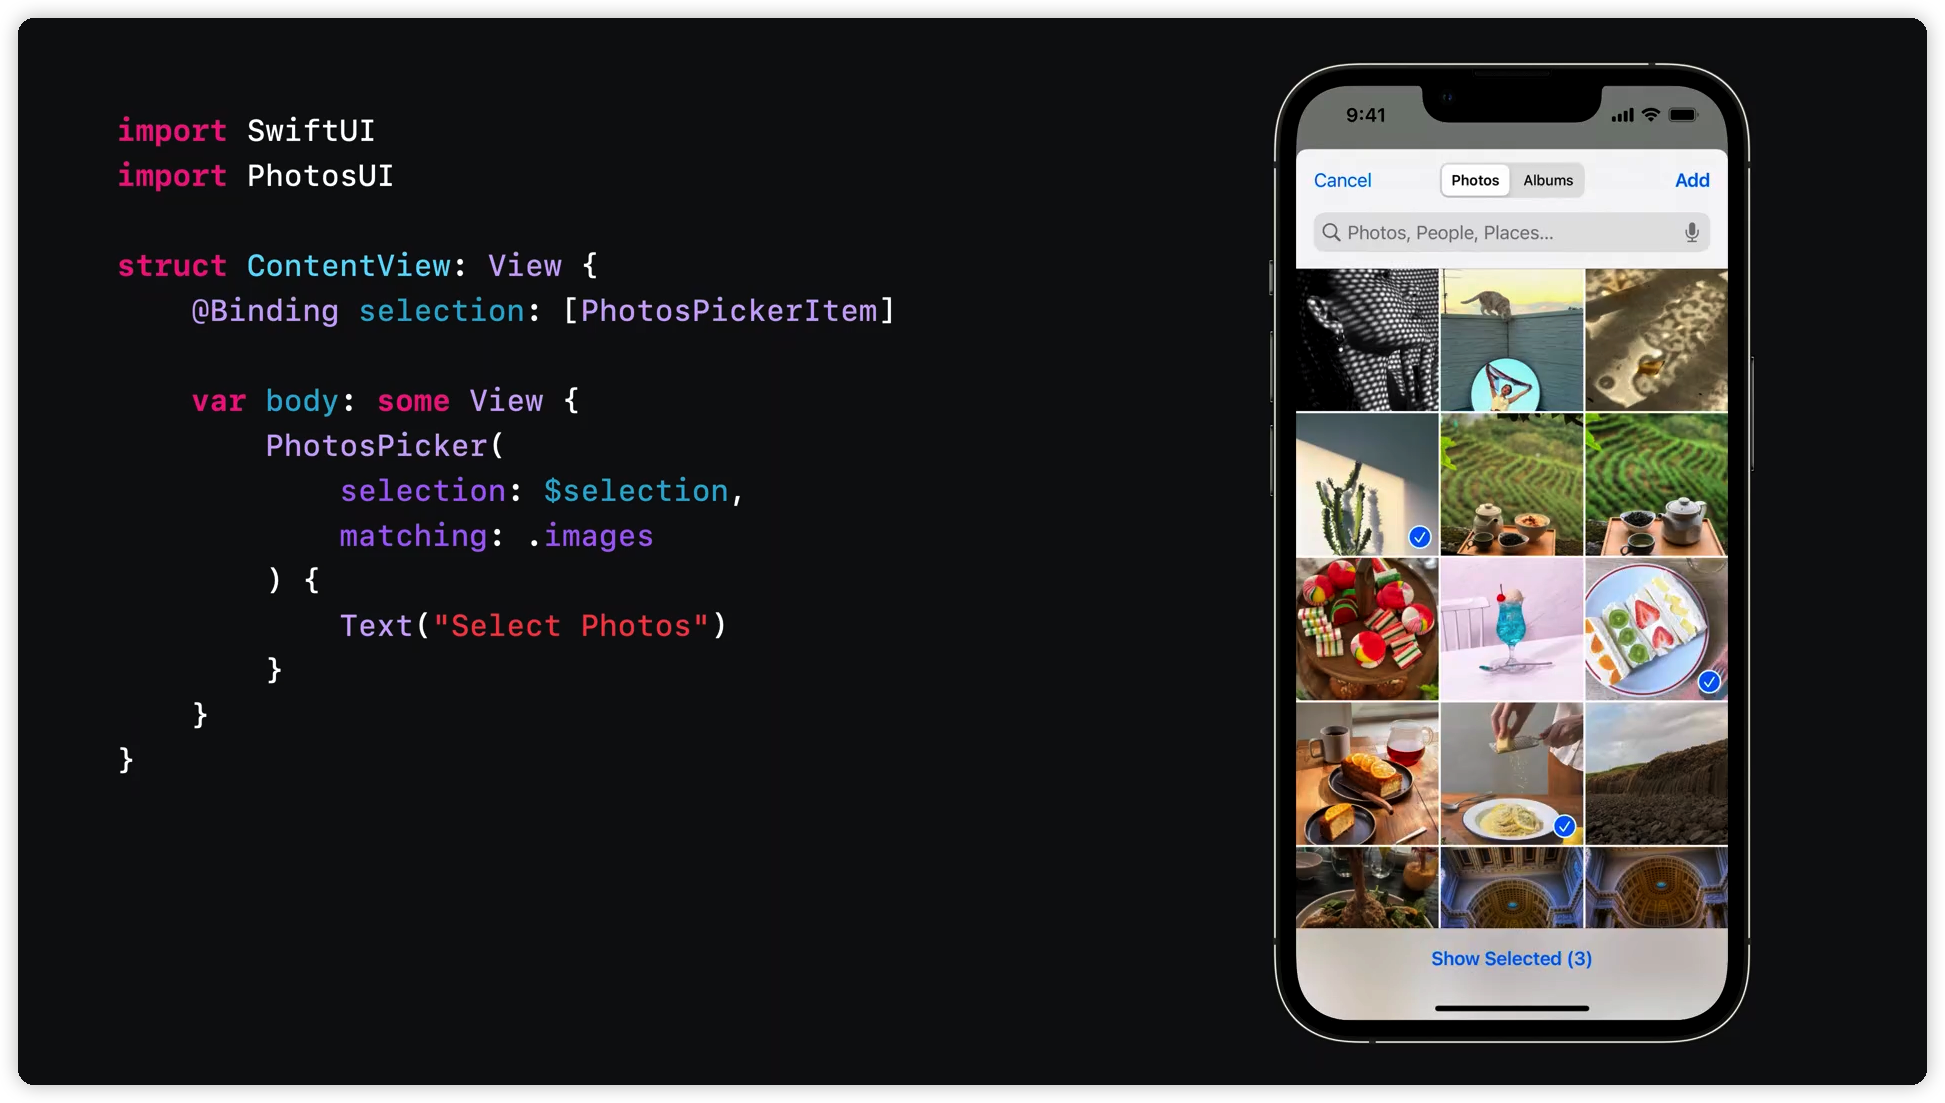 import SwiftUI
import PhotosUI
struct ContentView: View {
    @Binding selection: [PhotosPickerItem]
    var body: some View {
        PhotosPicker(
            selection: $selection,
            matching: .images
        ) {
            Text("Select Photos")
        }
    }
}
9:41
Cancel Photos Albums Add
Photos, People, Places...
Show Selected (3)